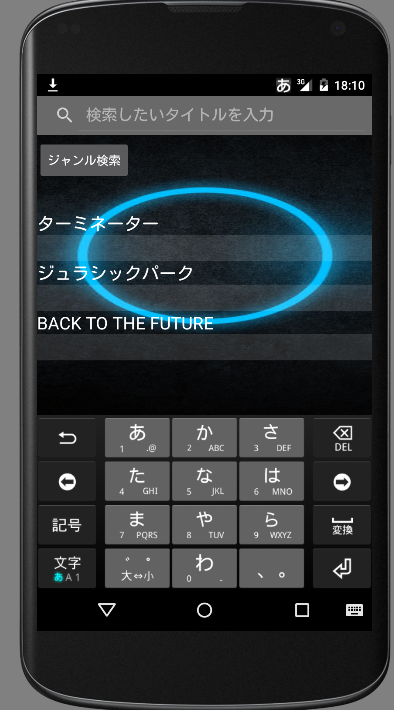 あ 3G 18:10
検索したいタイトルを入力
ジャンル検索
ターミネーター
ジュラシックパーク
BACK TO THE FUTURE
あ か さ
1 .@ 2 ABC 3 DEF DEL
た な は
4 GHI 5 JKL 6 MNO
記号 ま や ら
7 PQRS 8 TUV 9 WXYZ 変換
文字 ゛゜ わ 、。
あA1 大⇔小 0 -